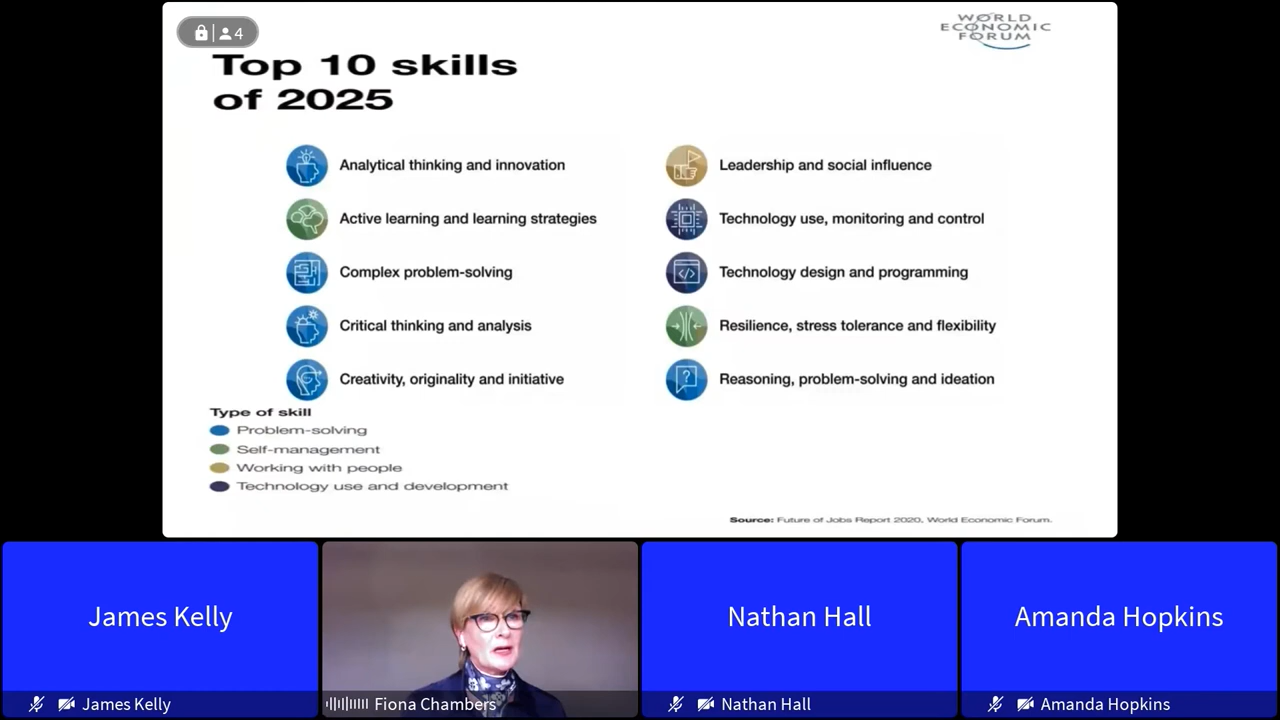 4
WORLD
ECONOMIC
FORUM
Top 10 skills
of 2025
Analytical thinking and innovation
Active learning and learning strategies
Complex problem-solving
Critical thinking and analysis
Creativity, originality and initiative
Leadership and social influence
Technology use, monitoring and control
Technology design and programming
Resilience, stress tolerance and flexibility
Reasoning, problem-solving and ideation
Type of skill
Problem-solving
Self-management
Working with people
Technology use and development
Source: Future of Jobs Report 2020, World Economic Forum.
James Kelly
Nathan Hall
Amanda Hopkins
James Kelly
Fiona Chambers
Nathan Hall
Amanda Hopkins